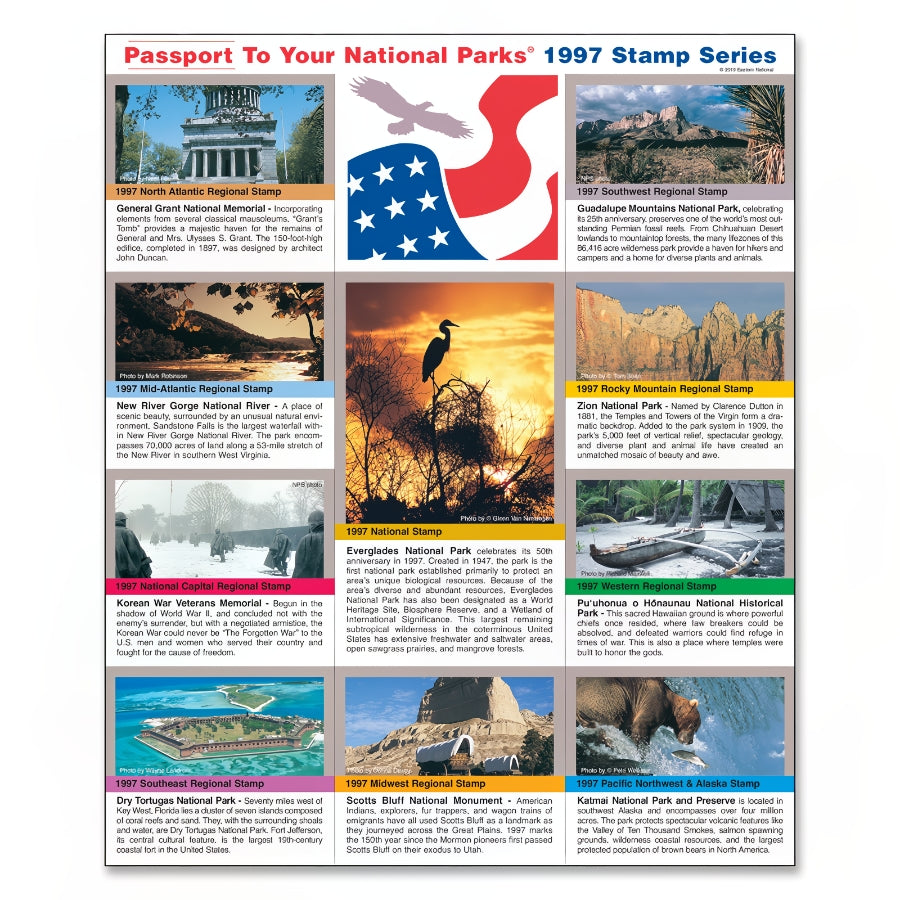 Passport To Your National Parks® 1997 Stamp Series
© 2013 Eastern National
1997 North Atlantic Regional Stamp
General Grant National Memorial - Incorporating
elements from several classical mausoleums. "Grant's
Tomb" provides a majestic haven for the remains of
General and Mrs. Ulysses S. Grant. The 150-foot-high
edifice, completed in 1897, was designed by architect
John Duncan.
1997 Southwest Regional Stamp
Guadalupe Mountains National Park, celebrating
its 25th anniversary, preserves one of the world's most out-
standing Permian fossil reefs. From Chihuahuan Desert
lowlands to mountaintop forests, the many lifezones of this
86,416 acre wilderness park provide a haven for hikers and
campers and a home for diverse plants and animals.
Photo by Mark Robinson
1997 Mid-Atlantic Regional Stamp
New River Gorge National River - A place of
scenic beauty, surrounded by an unusual natural envi-
ronment. Sandstone Falls is the largest waterfall with-
in New River Gorge National River. The park encom-
passes 70,000 acres of land along a 53-mile stretch of
the New River in southern West Virginia.
Photo by © Glenn Van Nimwegen
1997 National Stamp
Everglades National Park celebrates its 50th
anniversary in 1997. Created in 1947, the park is the
first national park established primarily to protect an
area's unique biological resources. Because of the
area's diverse and abundant resources, Everglades
National Park has also been designated as a World
Heritage Site, Biosphere Reserve, and a Wetland of
International Significance. This largest remaining
subtropical wilderness in the coterminous United
States has extensive freshwater and saltwater areas,
open sawgrass prairies, and mangrove forests.
Photo by © Tom
1997 Rocky Mountain Regional Stamp
Zion National Park - Named by Clarence Dutton in
1881, the Temples and Towers of the Virgin form a dra-
matic backdrop. Added to the park system in 1909, the
park's 5,000 feet of vertical relief, spectacular geology,
and diverse plant and animal life have created an
unmatched mosaic of beauty and awe.
NPS photo
1997 National Capital Regional Stamp
Korean War Veterans Memorial - Begun in the
shadow of World War II, and concluded not with the
enemy's surrender, but with a negotiated armistice, the
Korean War could never be "The Forgotten War" to the
U.S. men and women who served their country and
fought for the cause of freedom.
Photo by Richard
1997 Western Regional Stamp
Pu'uhonua o Hōnaunau National Historical
Park - This sacred Hawaiian ground is where powerful
chiefs once resided, where law breakers could be
absolved, and defeated warriors could find refuge in
times of war. This is also a place where temples were
built to honor the gods.
Photo by Wayne Landrum
1997 Southeast Regional Stamp
Dry Tortugas National Park - Seventy miles west of
Key West, Florida lies a cluster of seven islands composed
of coral reefs and sand. They, with the surrounding shoals
and water, are Dry Tortugas National Park. Fort Jefferson,
its central cultural feature, is the largest 19th-century
coastal fort in the United States.
Photo by
1997 Midwest Regional Stamp
Scotts Bluff National Monument - American
Indians, explorers, fur trappers, and wagon trains of
emigrants have all used Scotts Bluff as a landmark as
they journeyed across the Great Plains. 1997 marks
the 150th year since the Mormon pioneers first passed
Scotts Bluff on their exodus to Utah.
Photo by © Pete
1997 Pacific Northwest & Alaska Stamp
Katmai National Park and Preserve is located in
southwest Alaska and encompasses over four million
acres. The park protects spectacular volcanic features like
the Valley of Ten Thousand Smokes, salmon spawning
grounds, wilderness coastal resources, and the largest
protected population of brown bears in North America.